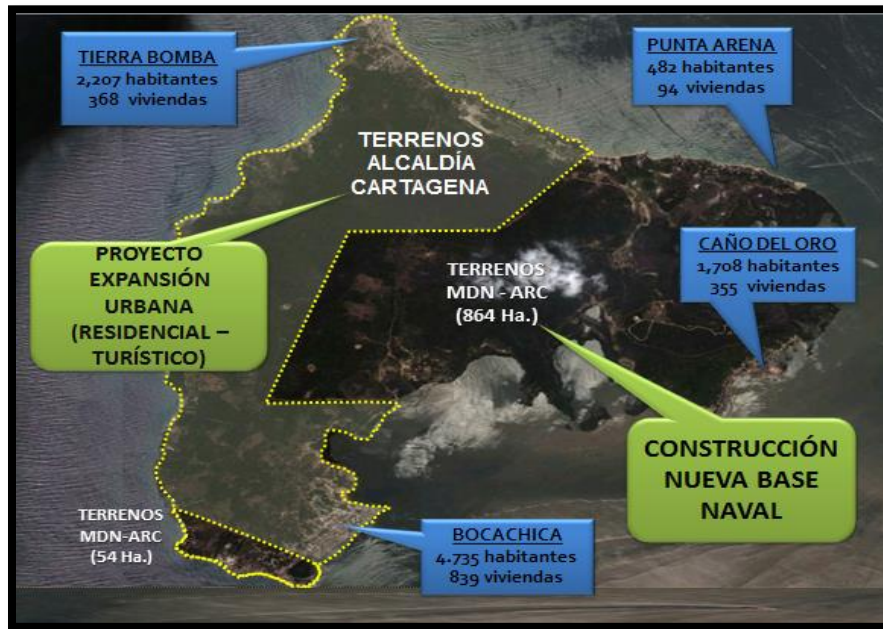 TIERRA BOMBA
2,207 habitantes
368 viviendas
PUNTA ARENA
482 habitantes
94 viviendas
TERRENOS
ALCALDÍA
CARTAGENA
PROYECTO
EXPANSIÓN
URBANA
(RESIDENCIAL –
TURÍSTICO)
TERRENOS
MDN - ARC
(864 Ha.)
CAÑO DEL ORO
1,708 habitantes
355 viviendas
CONSTRUCCIÓN
NUEVA BASE
NAVAL
TERRENOS
MDN-ARC
(54 Ha.)
BOCACHICA
4.735 habitantes
839 viviendas